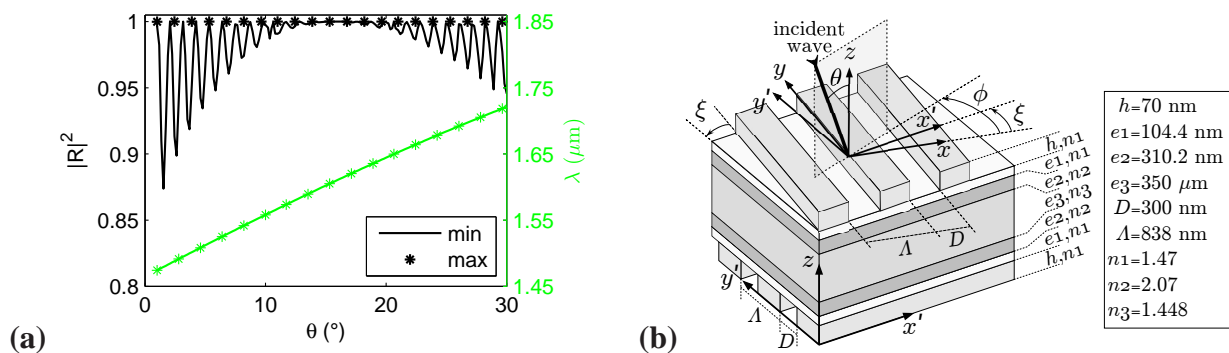 1
0.95
0.9
0.85
0.8
|R|²
0
10
20
30
θ (°)
1.85
1.75
1.65
1.55
1.45
λ (μm)
min
max
(a)
incident
wave
z
θ
y
y'
ξ
ϕ
x'
ξ
x
h,n1
e1,n1
e2,n2
e3,n3
e2,n2
e1,n1
h,n1
Λ
D
z
y'
Λ
D
x'
(b)
h=70 nm
e1=104.4 nm
e2=310.2 nm
e3=350 μm
D=300 nm
Λ=838 nm
n1=1.47
n2=2.07
n3=1.448